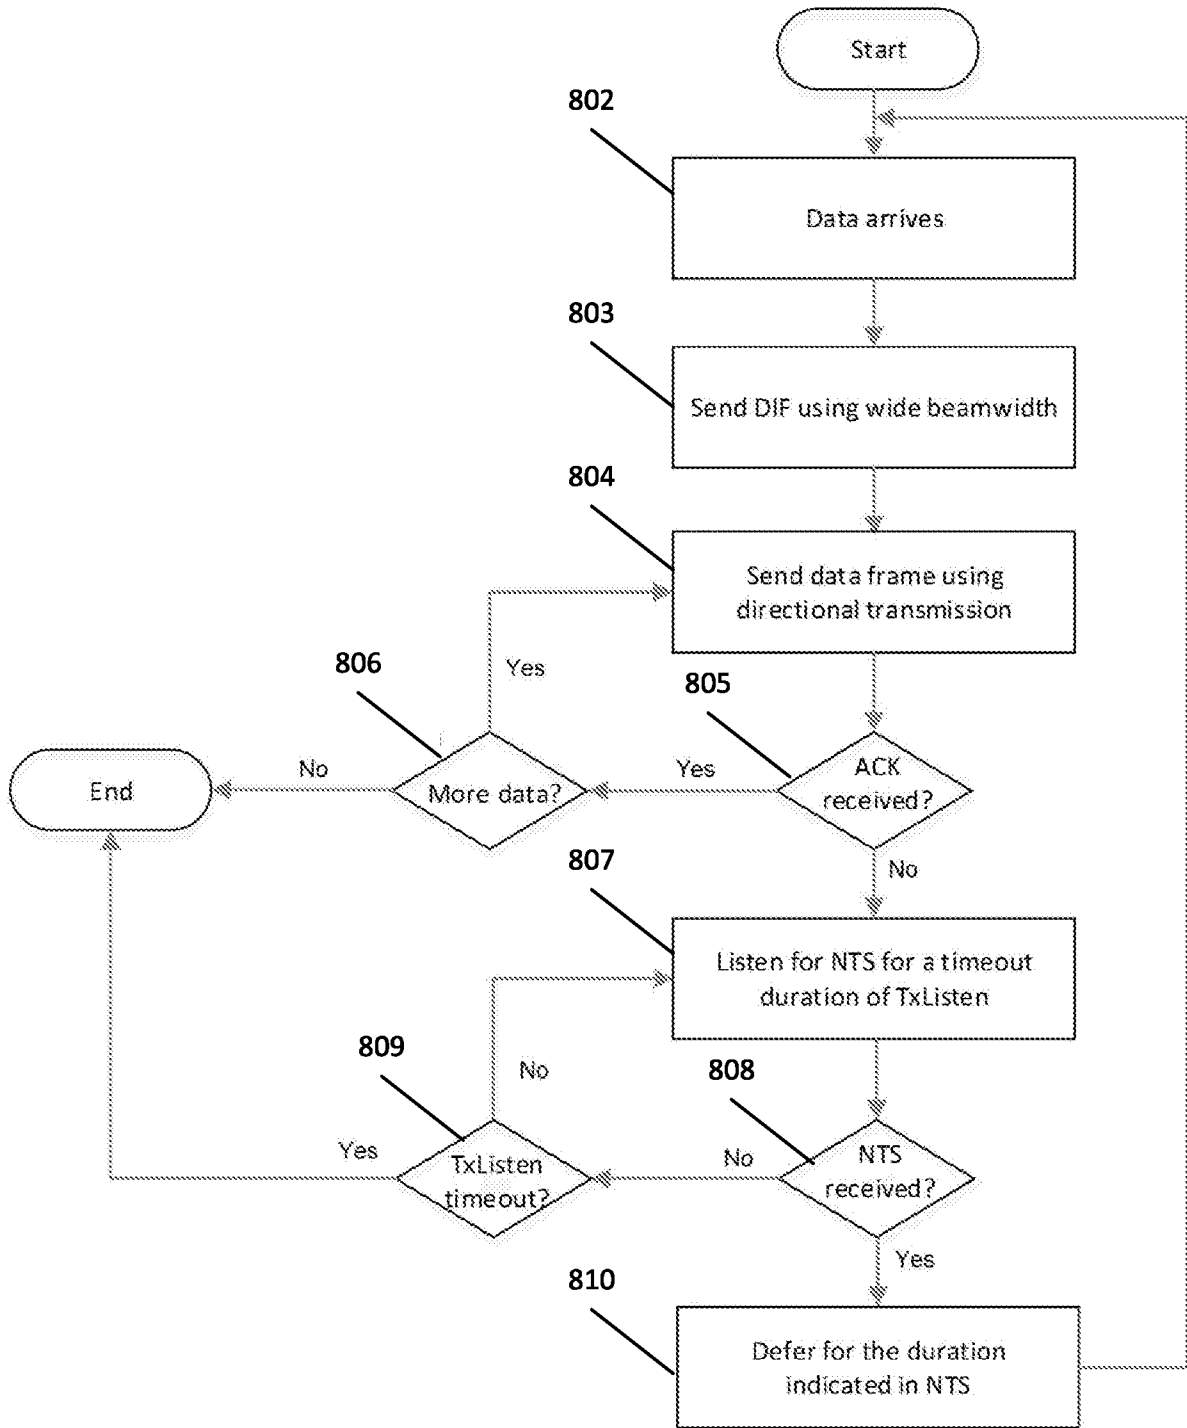 Start
802
Data arrives
803
Send DIF using wide beamwidth
804
Send data frame using
directional transmission
806
Yes
805
ACK
received?
Yes
More data?
No
End
No
807
Listen for NTS for a timeout
duration of TxListen
809
No
808
NTS
received?
No
TxListen
timeout?
Yes
Yes
810
Defer for the duration
indicated in NTS